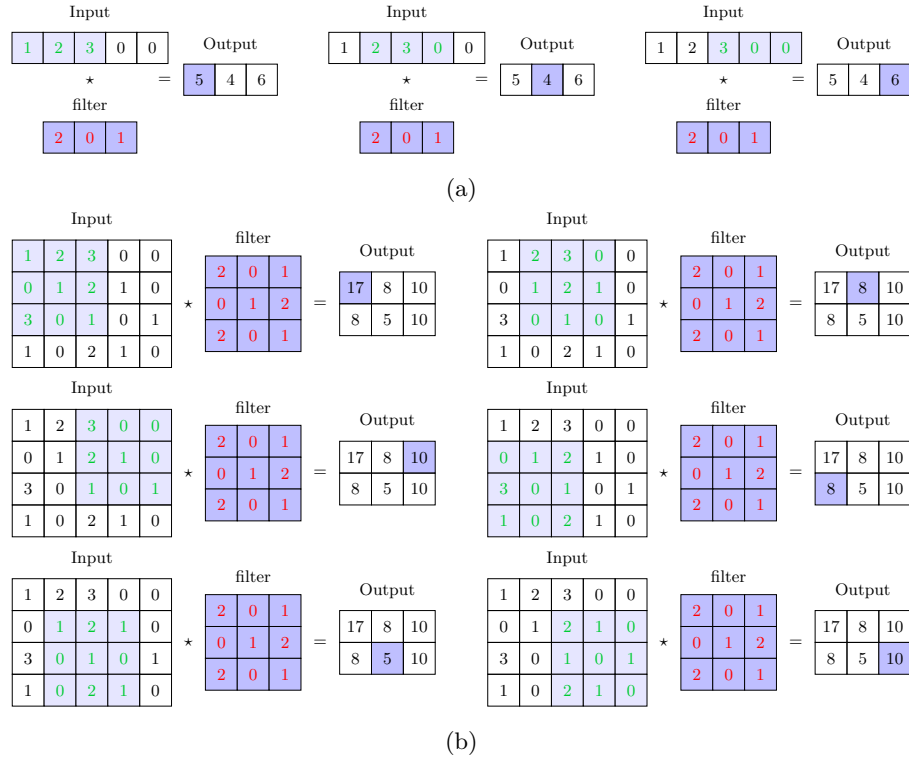 Input Input Input
1 2 3 0 0 1 2 3 0 0 1 2 3 0 0
Output Output Output
⋆ = 5 4 6 ⋆ = 5 4 6 ⋆ = 5 4 6
filter filter filter
2 0 1 2 0 1 2 0 1
(a)
Input
1 2 3 0 0
0 1 2 1 0
3 0 1 0 1
1 0 2 1 0
⋆
filter
2 0 1
0 1 2
2 0 1
=
Output
17 8 10
8 5 10
Input
1 2 3 0 0
0 1 2 1 0
3 0 1 0 1
1 0 2 1 0
⋆
filter
2 0 1
0 1 2
2 0 1
=
Output
17 8 10
8 5 10
Input
1 2 3 0 0
0 1 2 1 0
3 0 1 0 1
1 0 2 1 0
⋆
filter
2 0 1
0 1 2
2 0 1
=
Output
17 8 10
8 5 10
Input
1 2 3 0 0
0 1 2 1 0
3 0 1 0 1
1 0 2 1 0
⋆
filter
2 0 1
0 1 2
2 0 1
=
Output
17 8 10
8 5 10
Input
1 2 3 0 0
0 1 2 1 0
3 0 1 0 1
1 0 2 1 0
⋆
filter
2 0 1
0 1 2
2 0 1
=
Output
17 8 10
8 5 10
Input
1 2 3 0 0
0 1 2 1 0
3 0 1 0 1
1 0 2 1 0
⋆
filter
2 0 1
0 1 2
2 0 1
=
Output
17 8 10
8 5 10
(b)